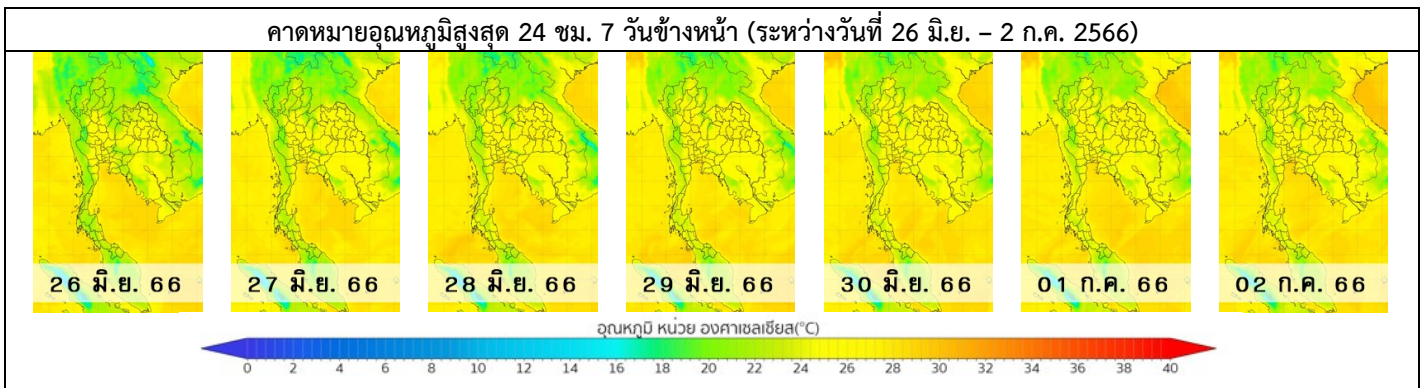 คาดหมายอุณหภูมิสูงสุด 24 ชม. 7 วันข้างหน้า (ระหว่างวันที่ 26 มิ.ย. – 2 ก.ค. 2566)
26 มิ.ย. 66 27 มิ.ย. 66 28 มิ.ย. 66 29 มิ.ย. 66 30 มิ.ย. 66 01 ก.ค. 66 02 ก.ค. 66
อุณหภูมิ หน่วย องศาเซลเซียส(°C)
0 2 4 6 8 10 12 14 16 18 20 22 24 26 28 30 32 34 36 38 40